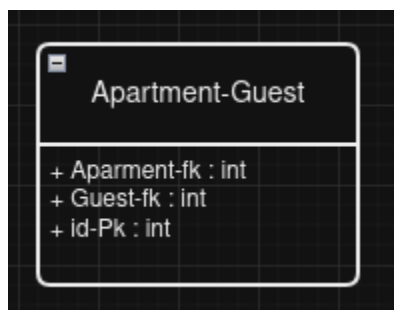 Apartment-Guest
+ Aparment-fk : int
+ Guest-fk : int
+ id-Pk : int